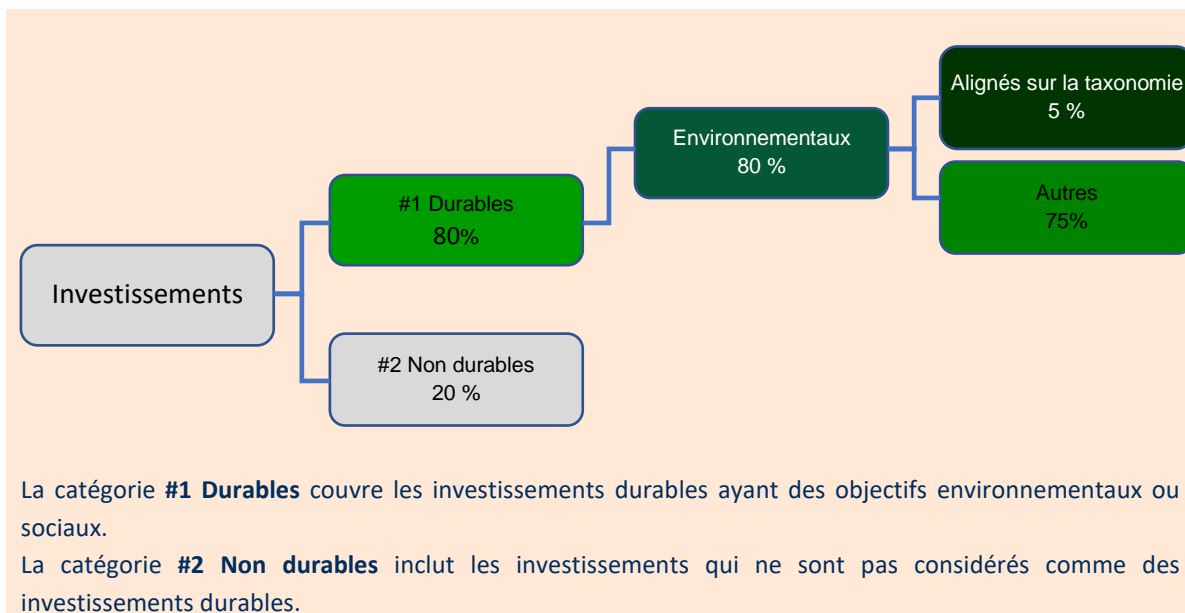 Alignés sur la taxonomie
5 %
Environnementaux
80 %
#1 Durables
80%
Autres
75%
Investissements
#2 Non durables
20 %
La catégorie #1 Durables couvre les investissements durables ayant des objectifs environnementaux ou
sociaux.
La catégorie #2 Non durables inclut les investissements qui ne sont pas considérés comme des
investissements durables.